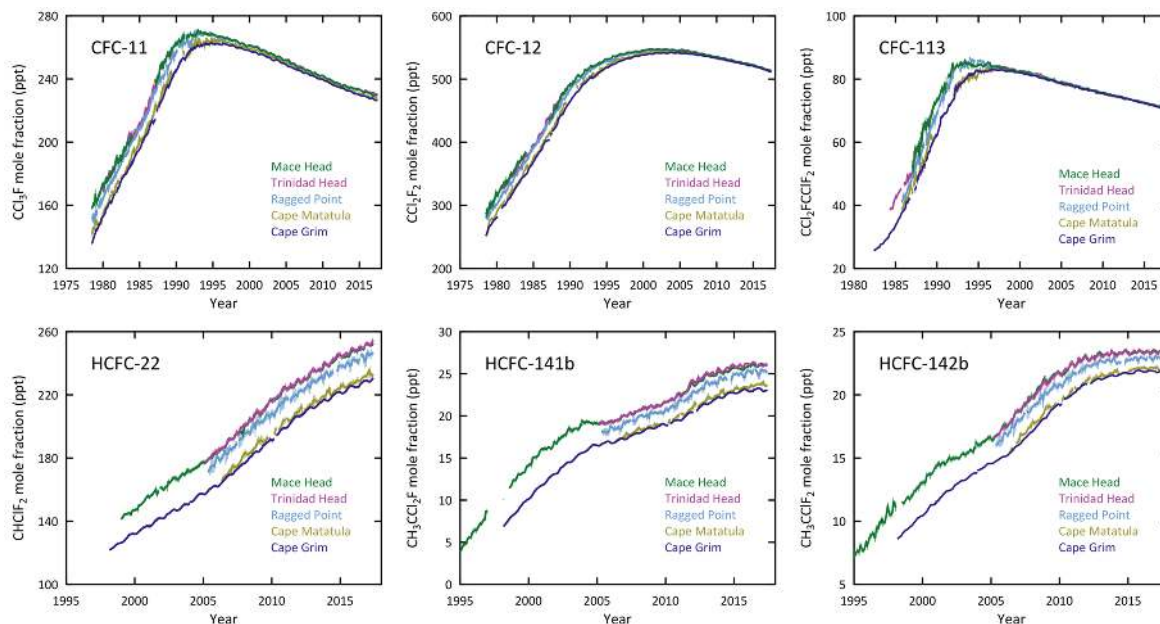 CFC-11
CCl₃F mole fraction (ppt)
280
240
200
160
120
Mace Head
Trinidad Head
Ragged Point
Cape Matatula
Cape Grim
1975 1980 1985 1990 1995 2000 2005 2010 2015
Year
CFC-12
CCl₂F₂ mole fraction (ppt)
600
500
400
300
200
Mace Head
Trinidad Head
Ragged Point
Cape Matatula
Cape Grim
1975 1980 1985 1990 1995 2000 2005 2010 2015
Year
CFC-113
CCl₂FCClF₂ mole fraction (ppt)
100
80
60
40
20
Mace Head
Trinidad Head
Ragged Point
Cape Matatula
Cape Grim
1980 1985 1990 1995 2000 2005 2010 2015
Year
HCFC-22
CHClF₂ mole fraction (ppt)
260
220
180
140
100
Mace Head
Trinidad Head
Ragged Point
Cape Matatula
Cape Grim
1995 2000 2005 2010 2015
Year
HCFC-141b
CH₃CCl₂F mole fraction (ppt)
30
25
20
15
10
5
0
Mace Head
Trinidad Head
Ragged Point
Cape Matatula
Cape Grim
1995 2000 2005 2010 2015
Year
HCFC-142b
CH₃CClF₂ mole fraction (ppt)
25
20
15
10
5
Mace Head
Trinidad Head
Ragged Point
Cape Matatula
Cape Grim
1995 2000 2005 2010 2015
Year